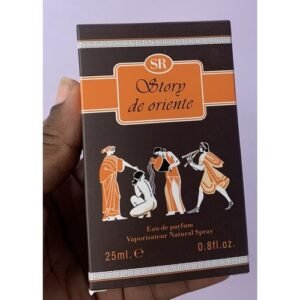 SR
Story
de oriente
Eau de parfum
Vaporisateur Natural Spray
25ml. e 0.8fl.oz.